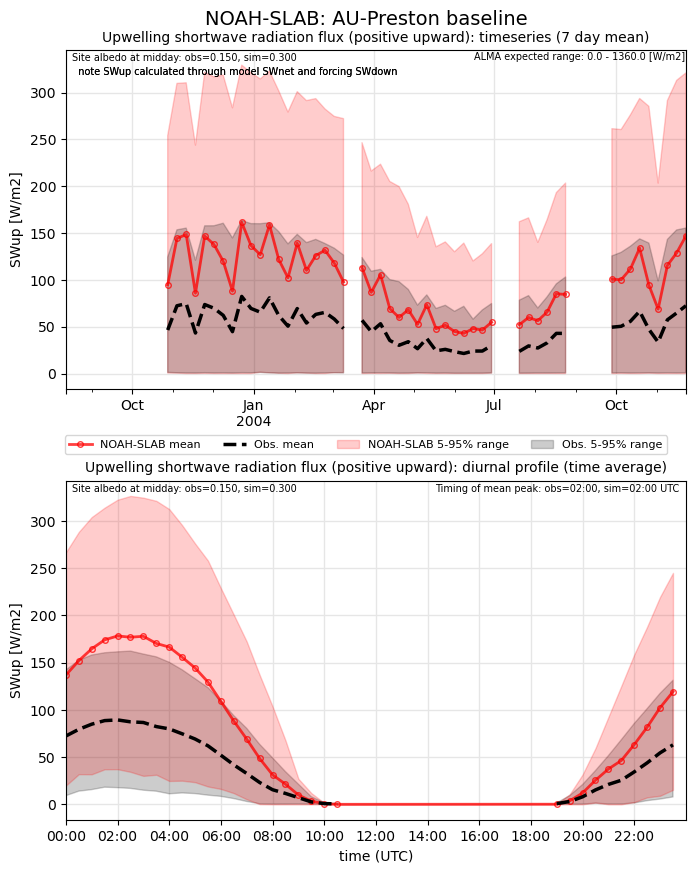 NOAH-SLAB: AU-Preston baseline
Upwelling shortwave radiation flux (positive upward): timeseries (7 day mean)
Site albedo at midday: obs=0.150, sim=0.300
ALMA expected range: 0.0 - 1360.0 [W/m2]
note SWup calculated through model SWnet and forcing SWdown
SWup [W/m2]
300
250
200
150
100
50
0
Oct
Jan
2004
Apr
Jul
Oct
NOAH-SLAB mean
Obs. mean
NOAH-SLAB 5-95% range
Obs. 5-95% range
Upwelling shortwave radiation flux (positive upward): diurnal profile (time average)
Site albedo at midday: obs=0.150, sim=0.300
Timing of mean peak: obs=02:00, sim=02:00 UTC
SWup [W/m2]
300
250
200
150
100
50
0
00:00
02:00
04:00
06:00
08:00
10:00
12:00
14:00
16:00
18:00
20:00
22:00
time (UTC)